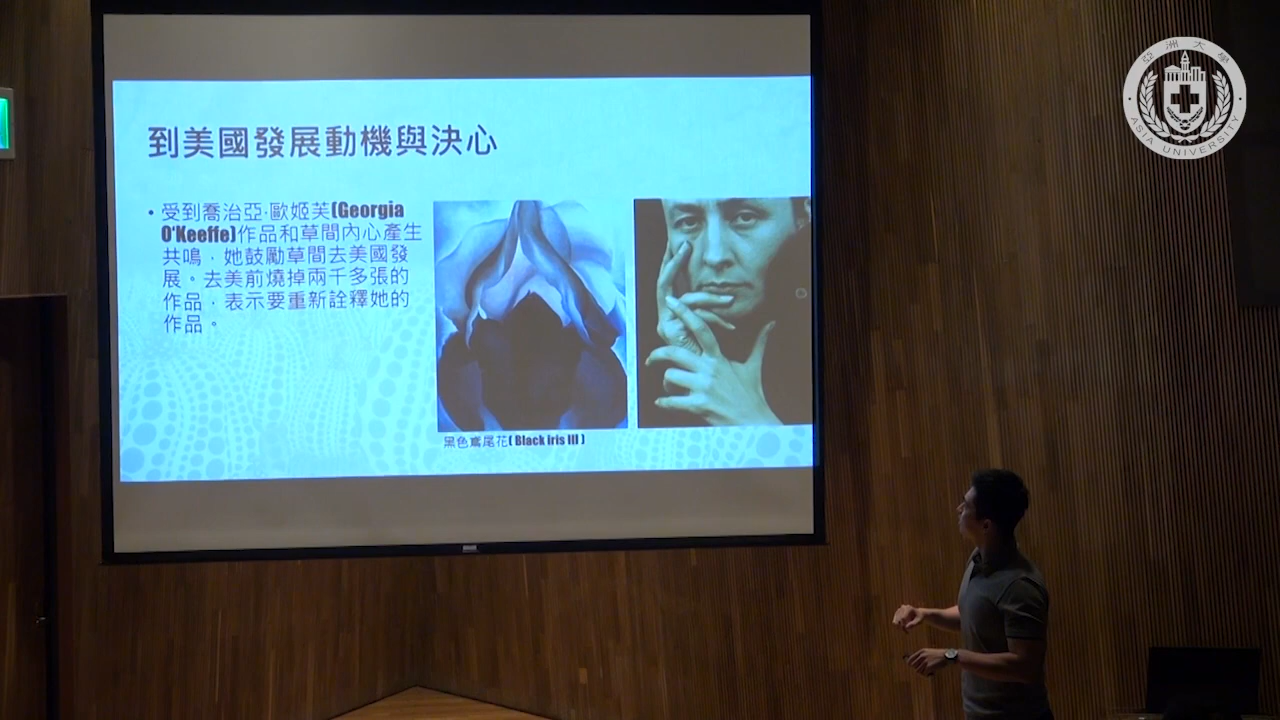 到美國發展動機與決心
• 受到喬治亞·歐姬芙(Georgia
O'Keeffe)作品和草間內心產生
共鳴，她鼓勵草間去美國發
展。去美前燒掉兩千多張的
作品，表示要重新詮釋她的
作品。
黑色鳶尾花( Black iris III )
亞洲大學
ASIA UNIVERSITY